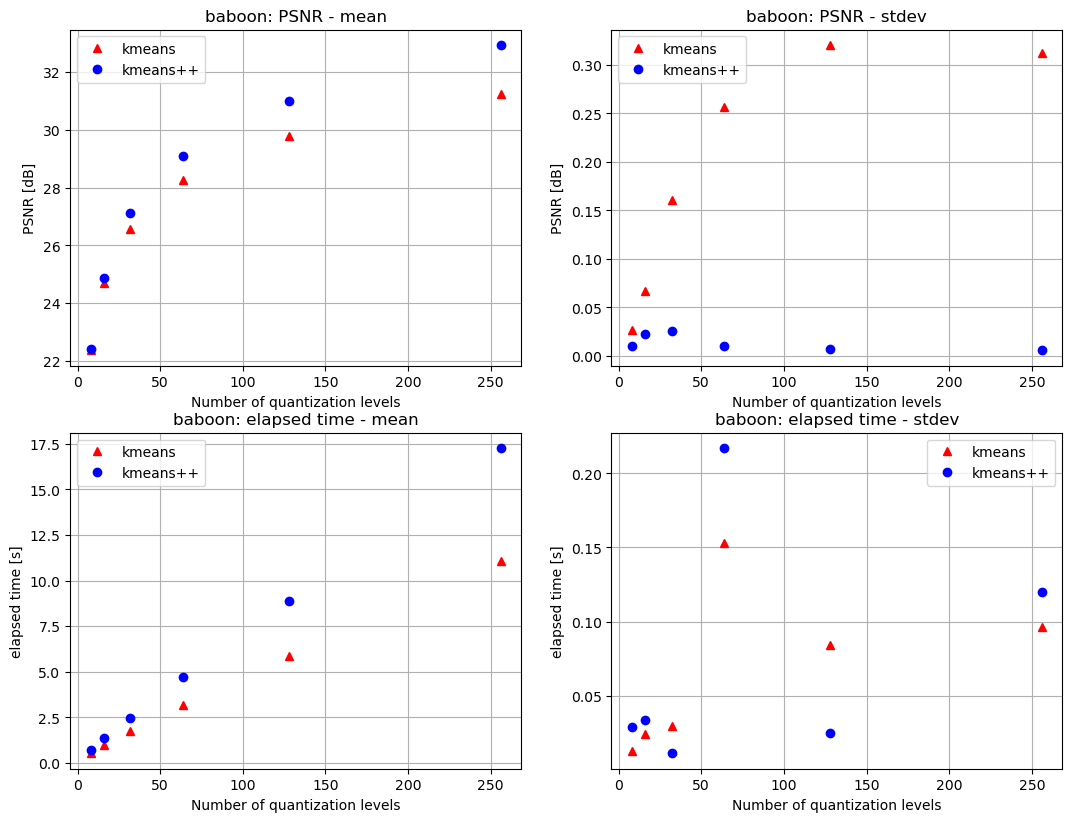 baboon: PSNR - mean
kmeans
kmeans++
32
30
28
26
24
22
PSNR [dB]
0
50
100
150
200
250
Number of quantization levels
baboon: PSNR - stdev
kmeans
kmeans++
0.30
0.25
0.20
0.15
0.10
0.05
0.00
PSNR [dB]
0
50
100
150
200
250
Number of quantization levels
baboon: elapsed time - mean
kmeans
kmeans++
17.5
15.0
12.5
10.0
7.5
5.0
2.5
0.0
elapsed time [s]
0
50
100
150
200
250
Number of quantization levels
baboon: elapsed time - stdev
kmeans
kmeans++
0.20
0.15
0.10
0.05
elapsed time [s]
0
50
100
150
200
250
Number of quantization levels